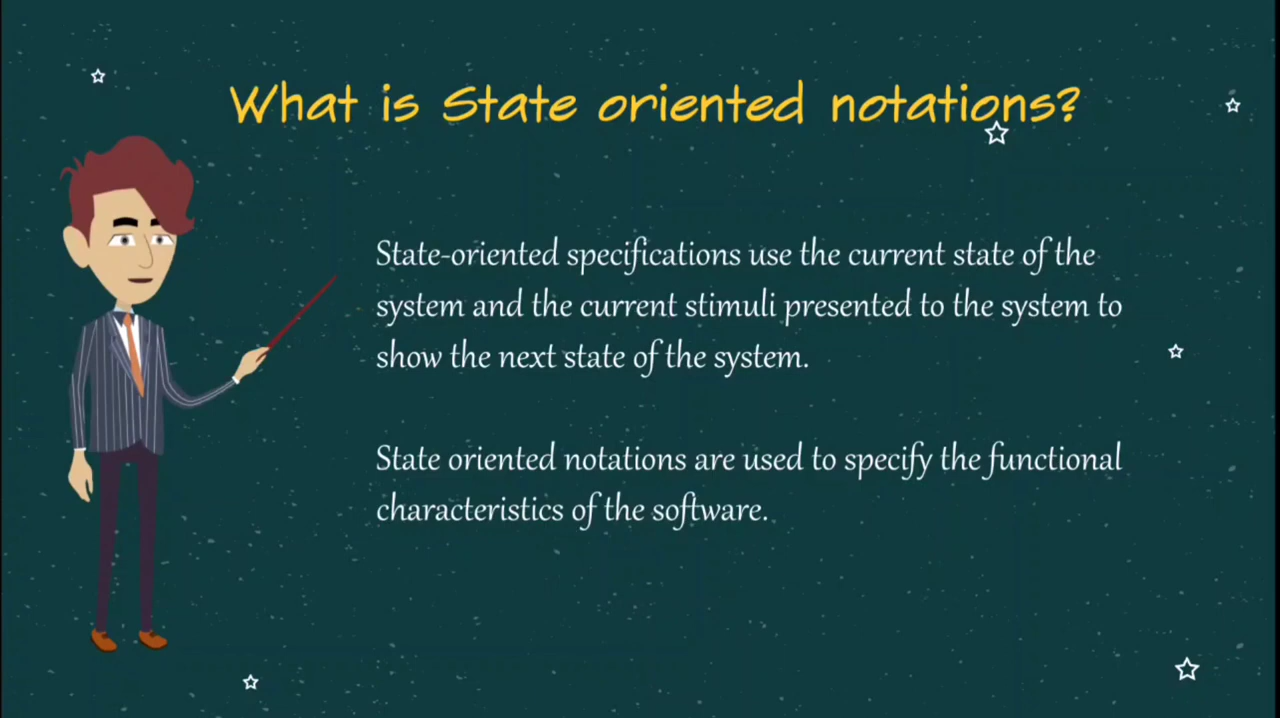 What is State oriented notations?
State-oriented specifications use the current state of the
system and the current stimuli presented to the system to
show the next state of the system.
State oriented notations are used to specify the functional
characteristics of the software.